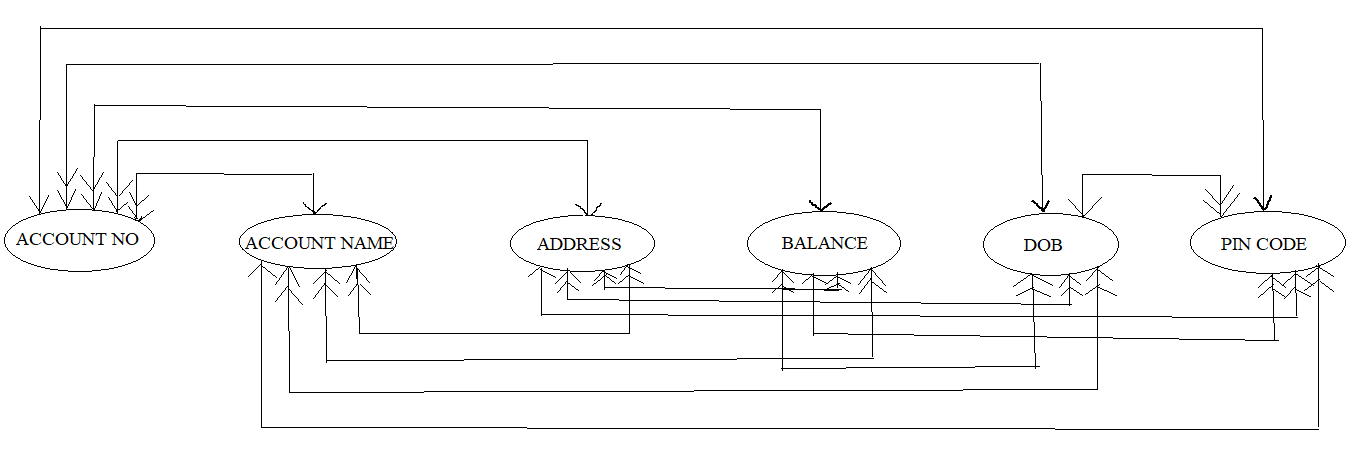 ACCOUNT NO
ACCOUNT NAME
ADDRESS
BALANCE
DOB
PIN CODE